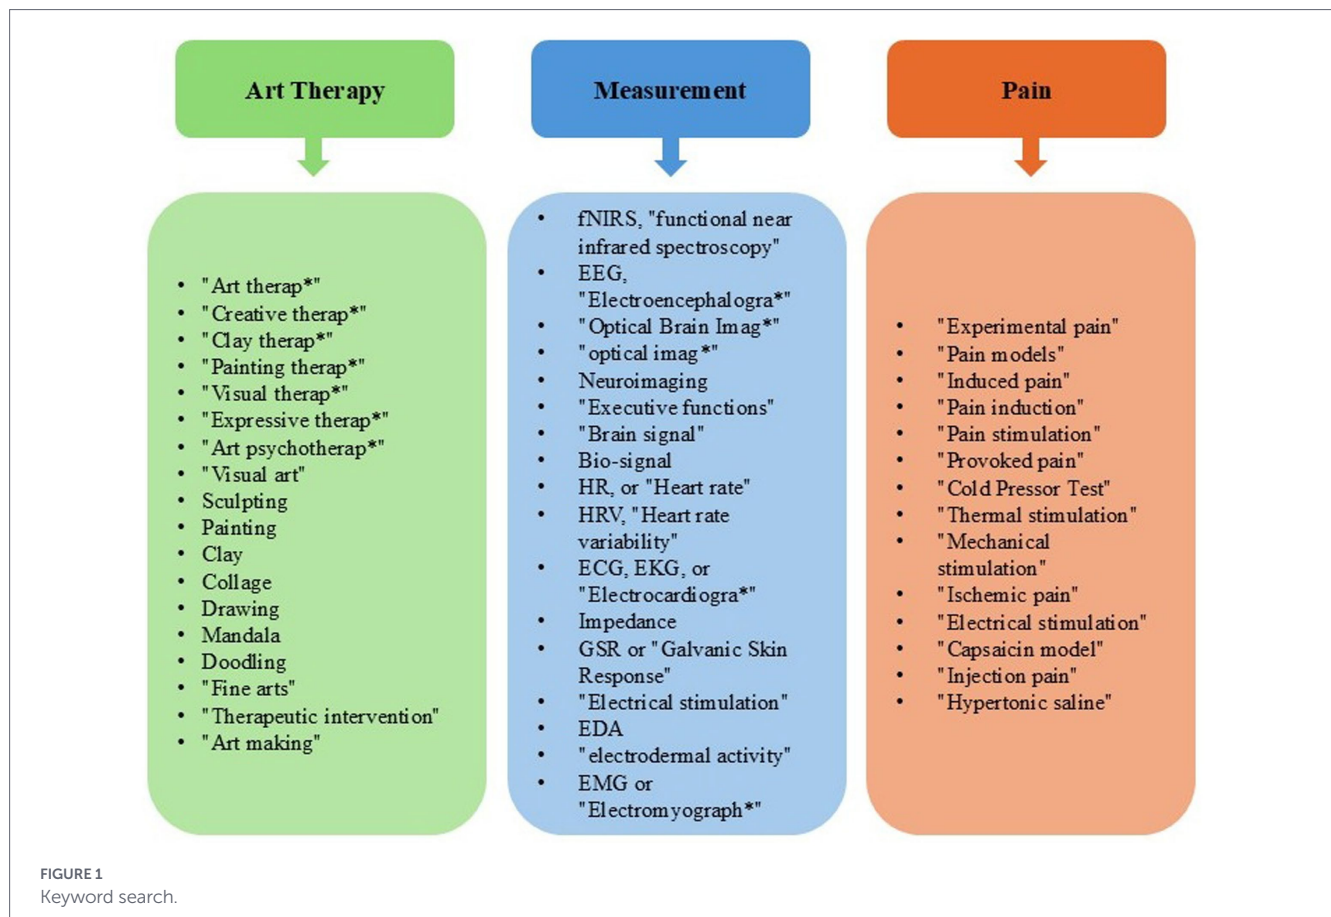 Art Therapy
Measurement
Pain
• "Art therap*"
• "Creative therap*"
• "Clay therap*"
• "Painting therap*"
• "Visual therap*"
• "Expressive therap*"
• "Art psychotherap*"
• "Visual art"
• Sculpting
• Painting
• Clay
• Collage
• Drawing
• Mandala
• Doodling
• "Fine arts"
• "Therapeutic intervention"
• "Art making"
• fNIRS, "functional near
infrared spectroscopy"
• EEG,
"Electroencephalogra*"
• "Optical Brain Imag*"
• "optical imag*"
• Neuroimaging
• "Executive functions"
• "Brain signal"
• Bio-signal
• HR, or "Heart rate"
• HRV, "Heart rate
variability"
• ECG, EKG, or
"Electrocardiogra*"
• Impedance
• GSR or "Galvanic Skin
Response"
• "Electrical stimulation"
• EDA
• "electrodermal activity"
• EMG or
"Electromyograph*"
• "Experimental pain"
• "Pain models"
• "Induced pain"
• "Pain induction"
• "Pain stimulation"
• "Provoked pain"
• "Cold Pressor Test"
• "Thermal stimulation"
• "Mechanical
stimulation"
• "Ischemic pain"
• "Electrical stimulation"
• "Capsaicin model"
• "Injection pain"
• "Hypertonic saline"
FIGURE 1
Keyword search.